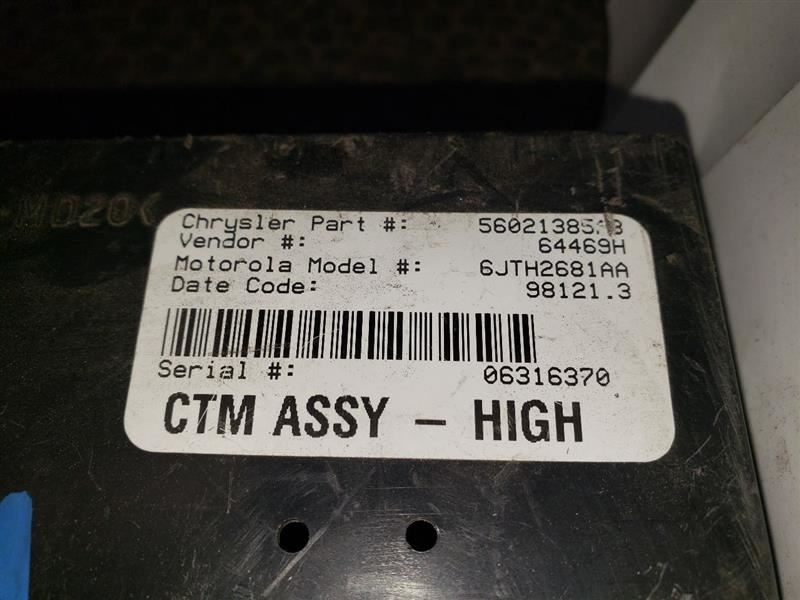 Chrysler Part #:
Vendor #: 64469H
Motorola Model #: 6JTH2681AA
Date Code: 98121.3
Serial #: 06316370
CTM ASSY – HIGH